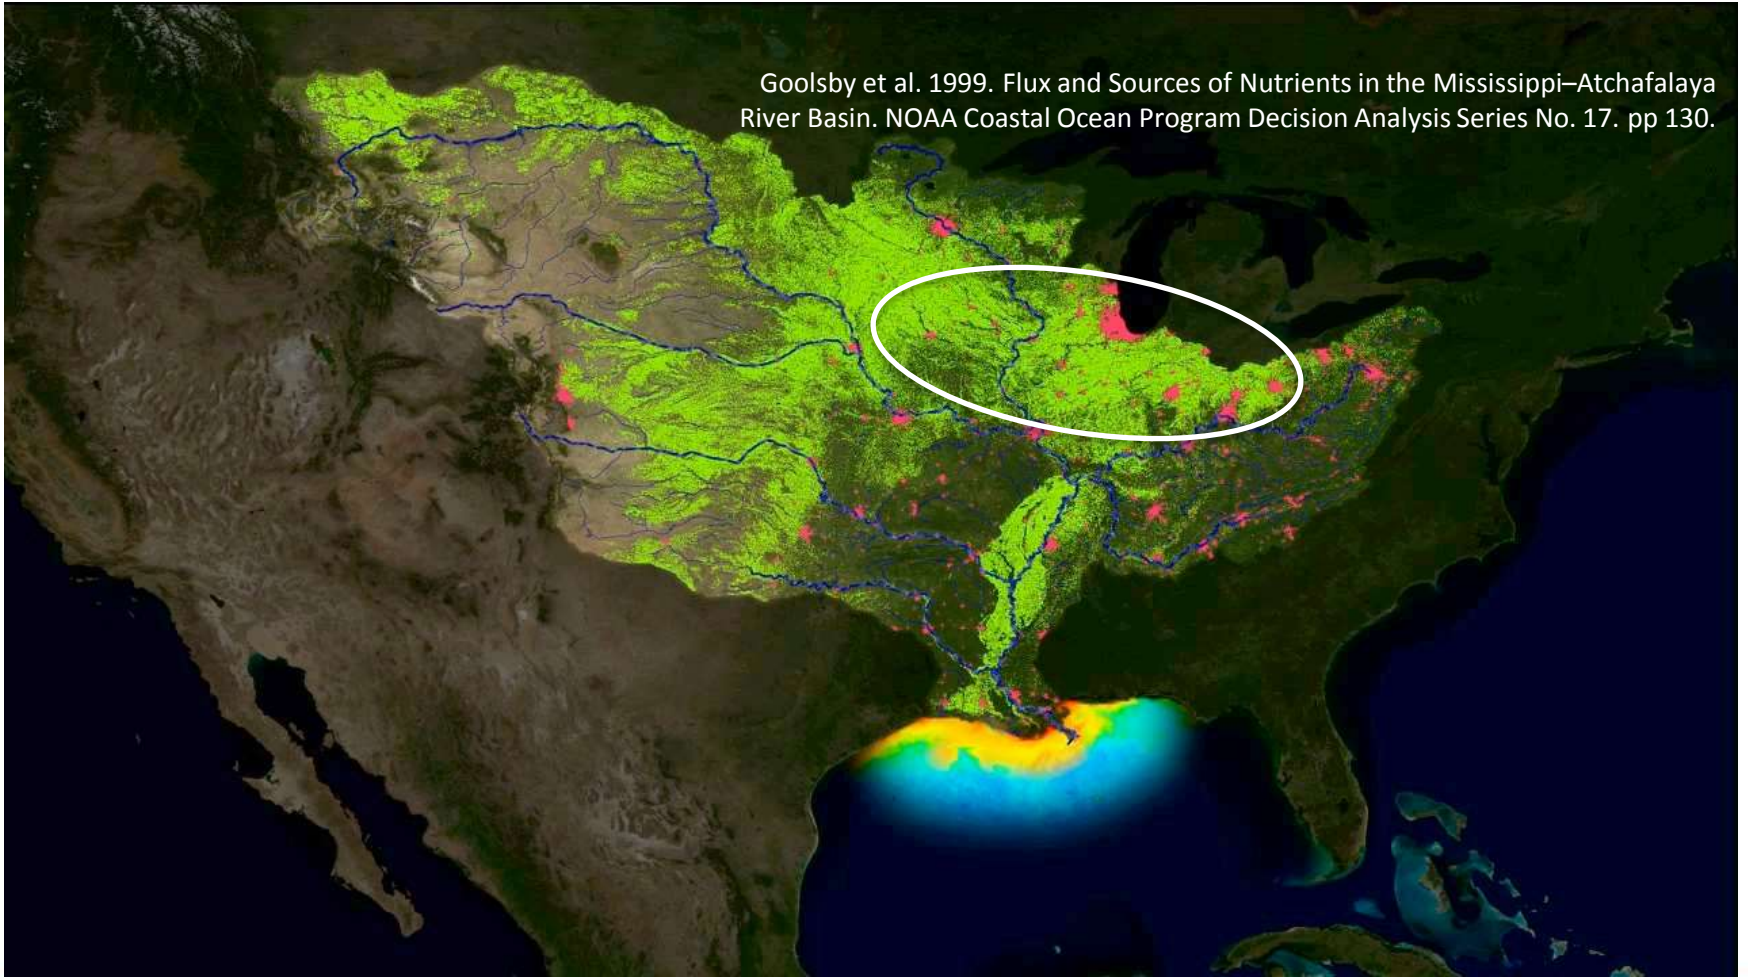 Goolsby et al. 1999. Flux and Sources of Nutrients in the Mississippi–Atchafalaya
River Basin. NOAA Coastal Ocean Program Decision Analysis Series No. 17. pp 130.